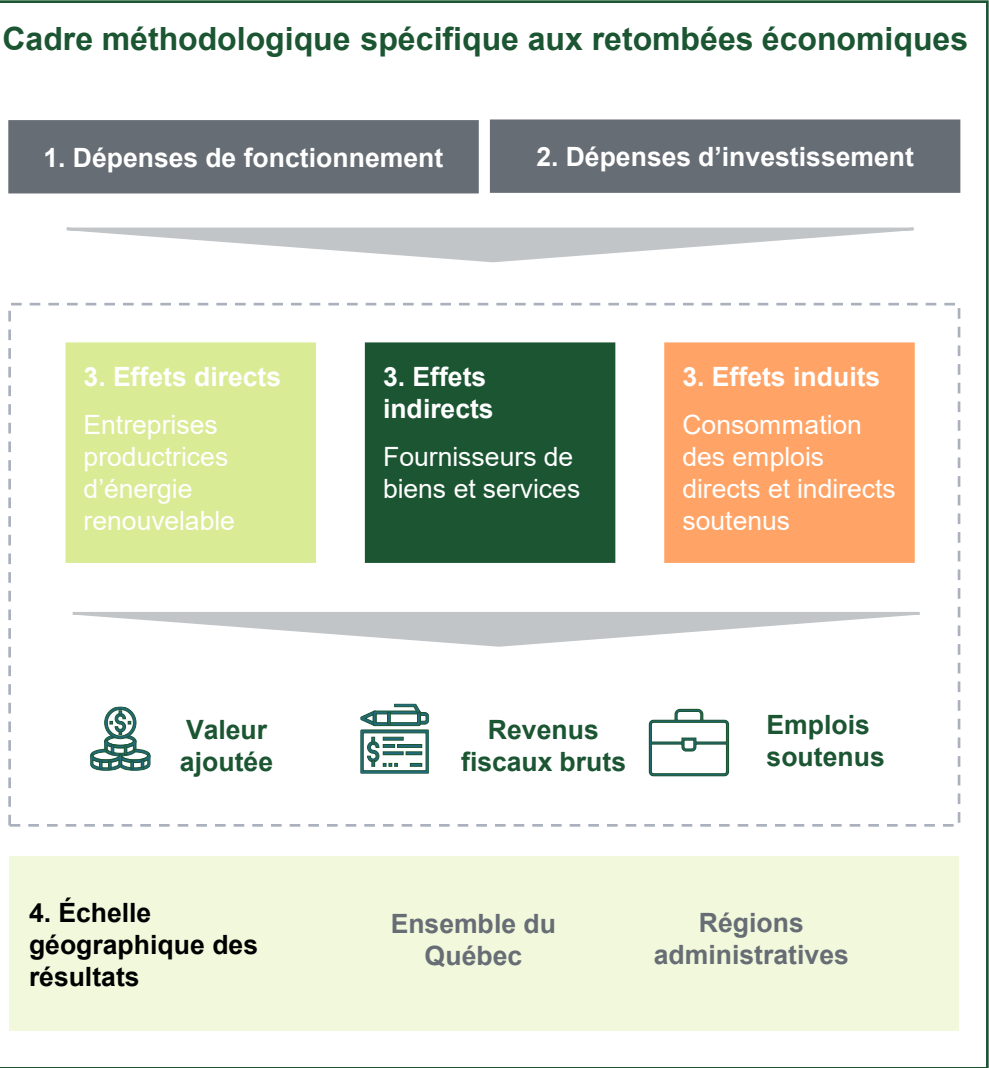 Cadre méthodologique spécifique aux retombées économiques
1. Dépenses de fonctionnement
2. Dépenses d’investissement
3. Effets directs
Entreprises
productrices
d’énergie
renouvelable
3. Effets
indirects
Fournisseurs de
biens et services
3. Effets induits
Consommation
des emplois
directs et indirects
soutenus
Valeur
ajoutée
Revenus
fiscaux bruts
Emplois
soutenus
4. Échelle
géographique des
résultats
Ensemble du
Québec
Régions
administratives